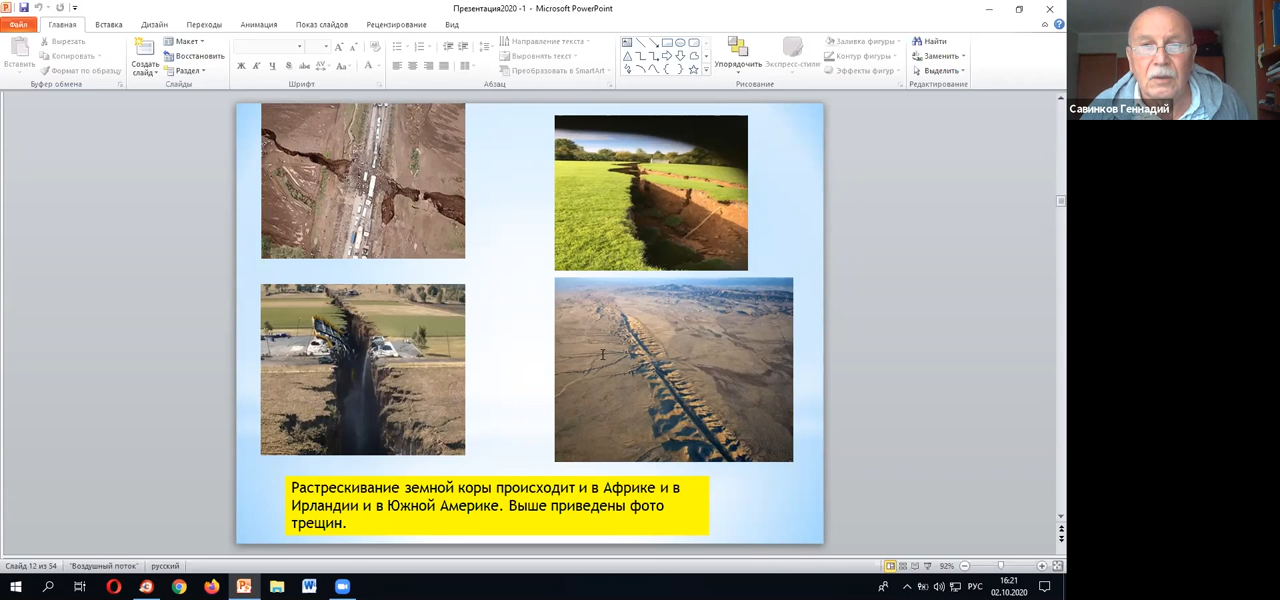 Презентация2020 -1 - Microsoft PowerPoint
Файл Главная Вставка Дизайн Переходы Анимация Показ слайдов Рецензирование Вид
Вставить
Вырезать
Копировать
Формат по образцу
Буфер обмена
Создать слайд
Макет
Восстановить
Раздел
Слайды
Шрифт
Направление текста
Выровнять текст
Преобразовать в SmartArt
Абзац
Упорядочить
Экспресс-стили
Заливка фигуры
Контур фигуры
Эффекты фигур
Рисование
Найти
Заменить
Выделить
Редактирование
Савинков Геннадий
Растрескивание земной коры происходит и в Африке и в
Ирландии и в Южной Америке. Выше приведены фото
трещин.
Слайд 12 из 54 "Воздушный поток" русский 92%
РУС
16:21
02.10.2020